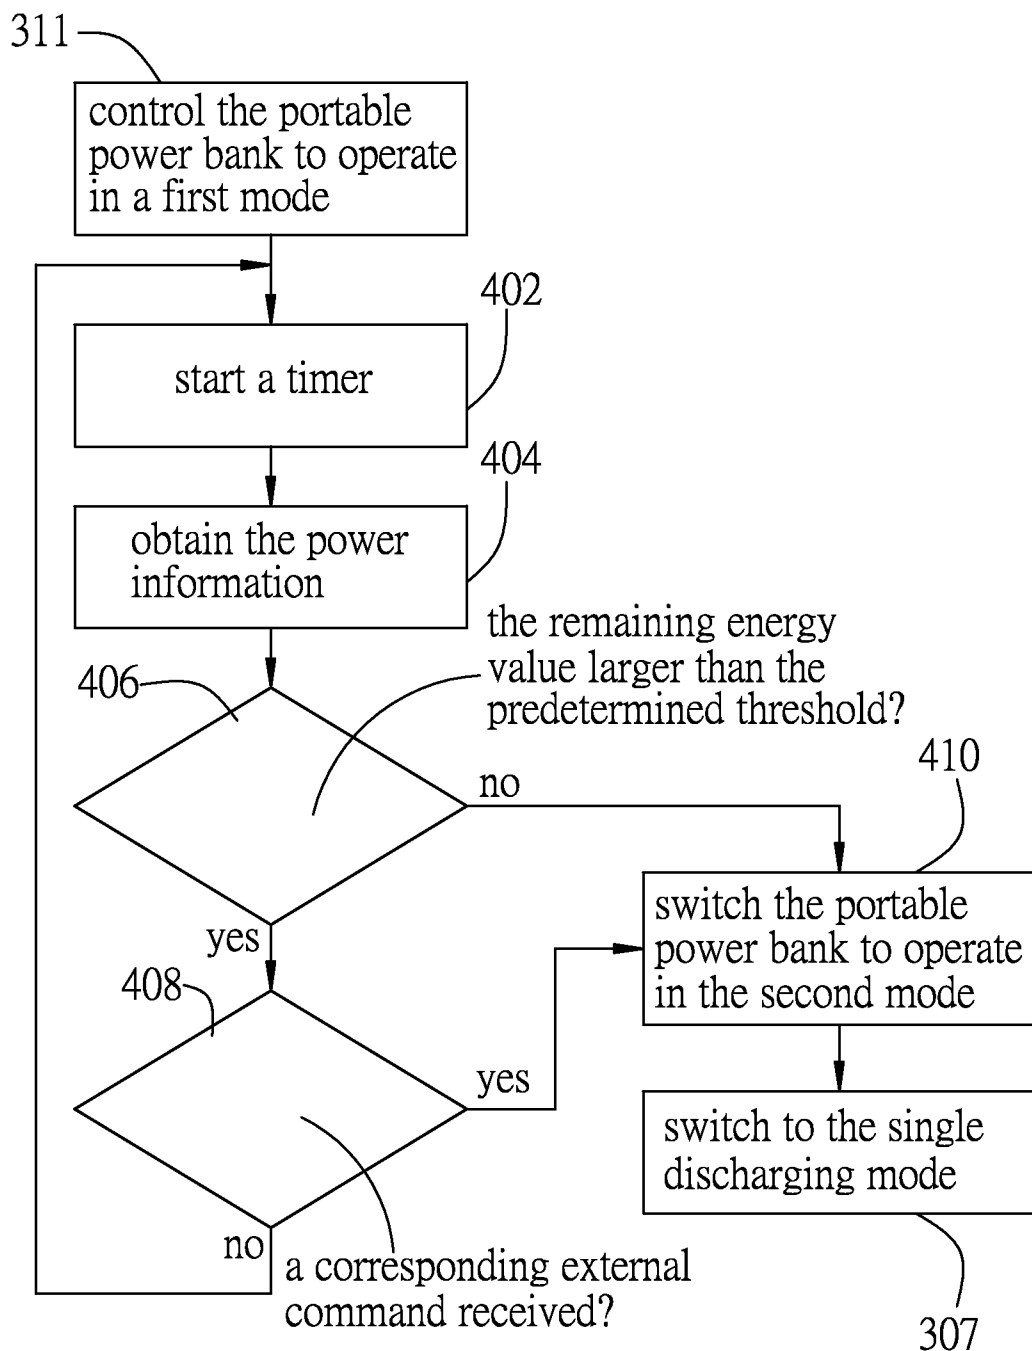 311
control the portable
power bank to operate
in a first mode
402
start a timer
404
obtain the power
information
the remaining energy
value larger than the
predetermined threshold?
406
no
410
switch the portable
power bank to operate
in the second mode
yes
408
yes
switch to the single
discharging mode
no
a corresponding external
command received?
307